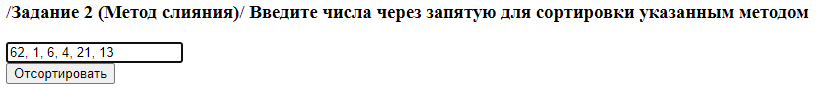 /Задание 2 (Метод слияния)/ Введите числа через запятую для сортировки указанным методом
62, 1, 6, 4, 21, 13
Отсортировать